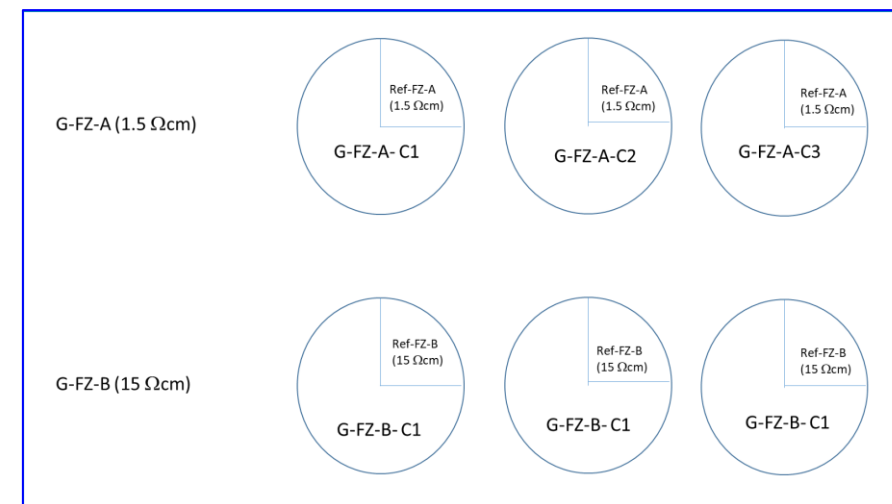 Ref-FZ-A
(1.5 Ωcm)
Ref-FZ-A
(1.5 Ωcm)
Ref-FZ-A
(1.5 Ωcm)
G-FZ-A (1.5 Ωcm)
G-FZ-A- C1
G-FZ-A-C2
G-FZ-A-C3
Ref-FZ-B
(15 Ωcm)
Ref-FZ-B
(15 Ωcm)
Ref-FZ-B
(15 Ωcm)
G-FZ-B (15 Ωcm)
G-FZ-B- C1
G-FZ-B- C1
G-FZ-B- C1